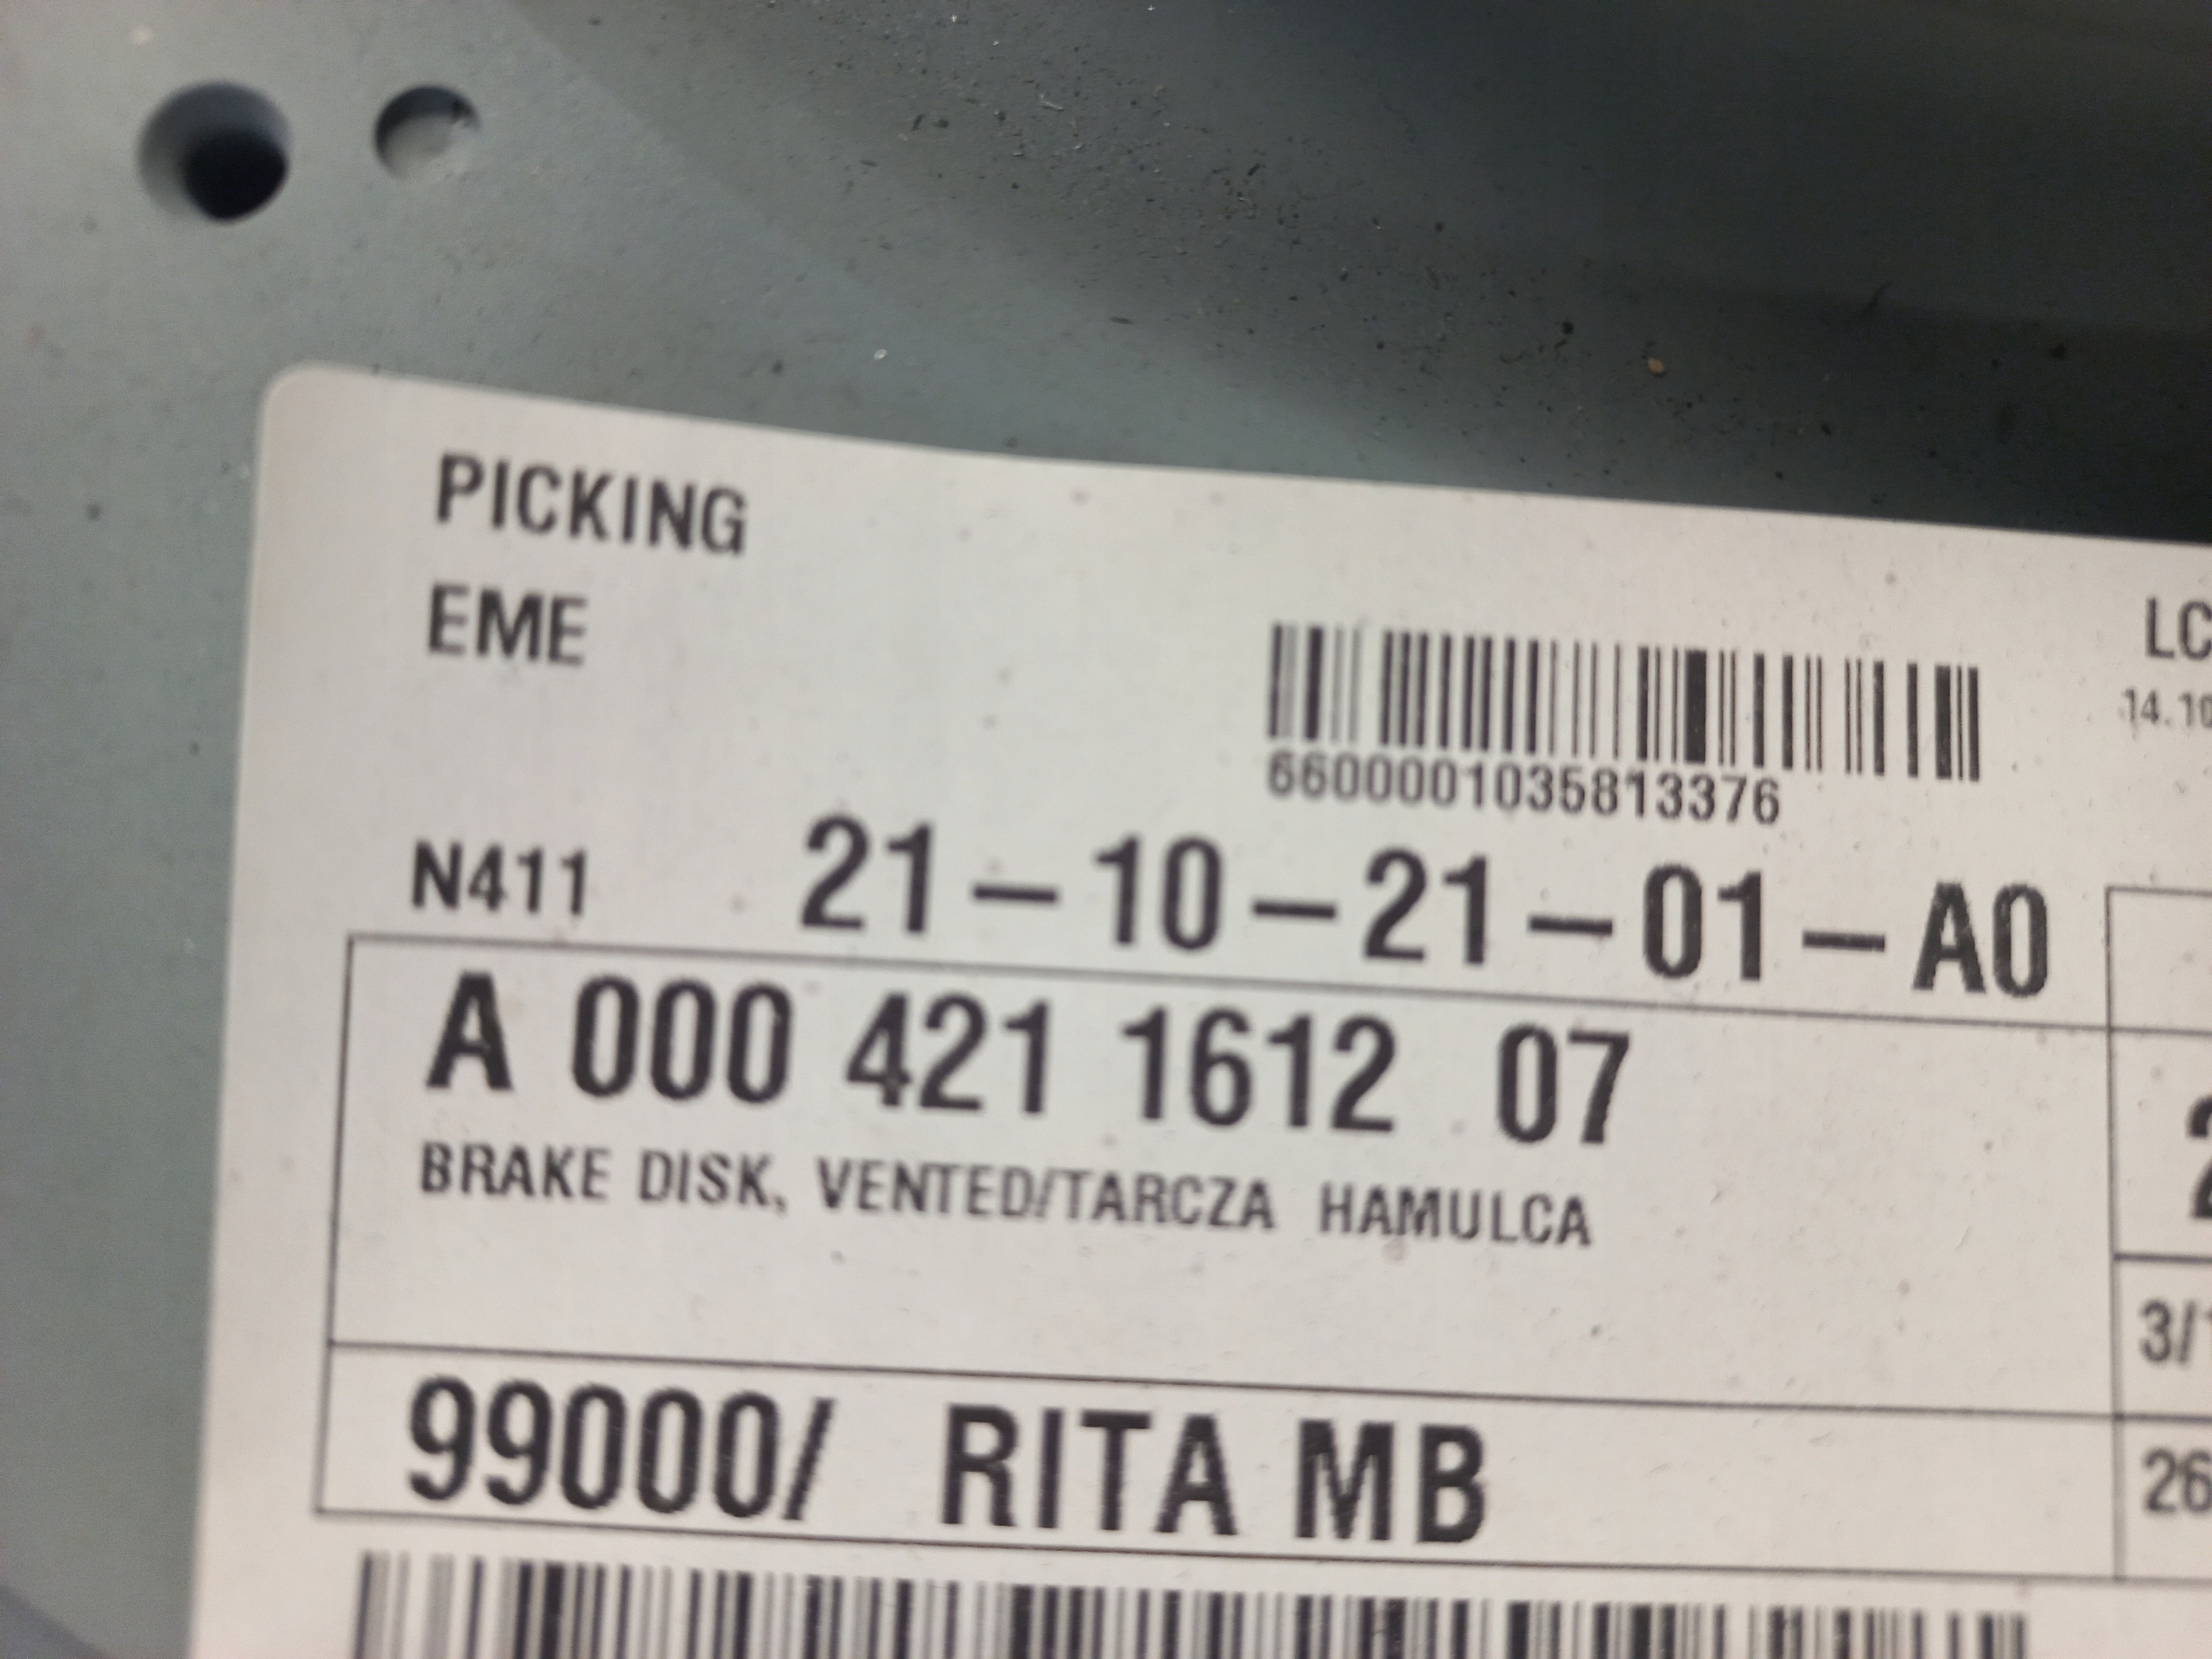 PICKING
EME
LC
14.10
6600001035813376
N411 21-10-21-01-A0
A 000 421 1612 07
BRAKE DISK, VENTED/TARCZA HAMULCA
3/1
99000/ RITA MB
26